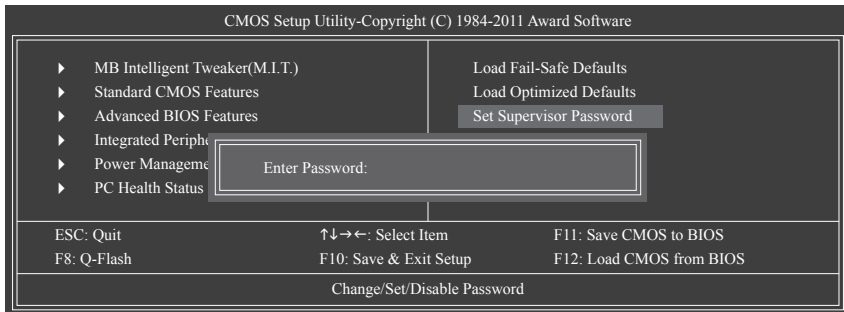 CMOS Setup Utility-Copyright (C) 1984-2011 Award Software
MB Intelligent Tweaker(M.I.T.)
Standard CMOS Features
Advanced BIOS Features
Integrated Periphe
Power Manageme
PC Health Status
Load Fail-Safe Defaults
Load Optimized Defaults
Set Supervisor Password
Enter Password:
ESC: Quit
↑↓→←: Select Item
F11: Save CMOS to BIOS
F8: Q-Flash
F10: Save & Exit Setup
F12: Load CMOS from BIOS
Change/Set/Disable Password